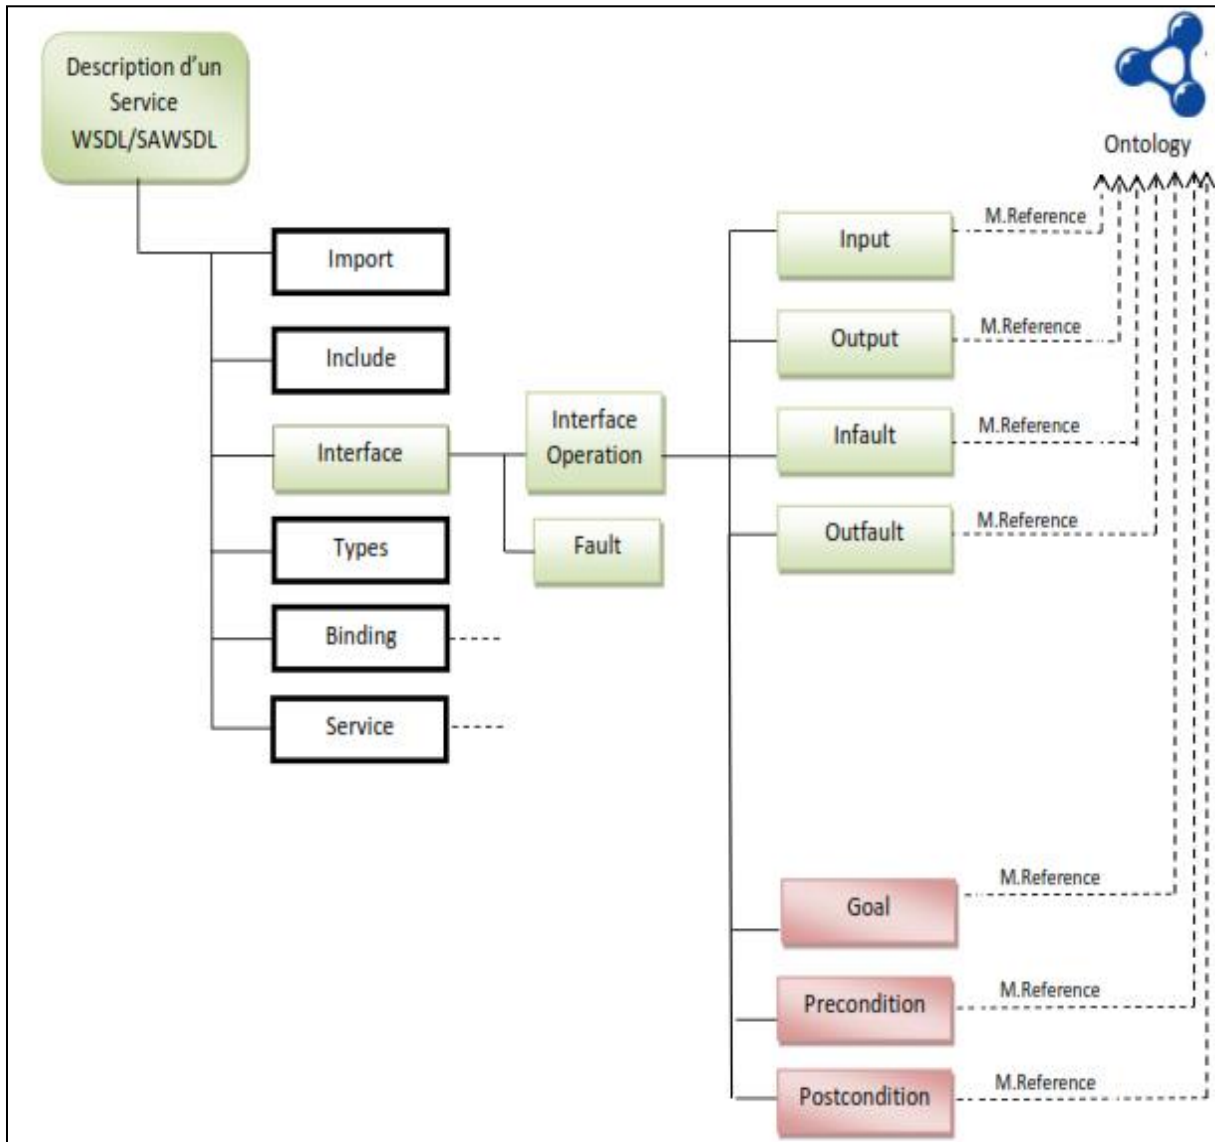 Description d'un
Service
WSDL/SAWSDL
Ontology
Import
Include
Interface
Types
Binding
Service
Interface
Operation
Fault
Input
M.Reference
Output
M.Reference
Infault
M.Reference
Outfault
M.Reference
Goal
M.Reference
Precondition
M.Reference
Postcondition
M.Reference